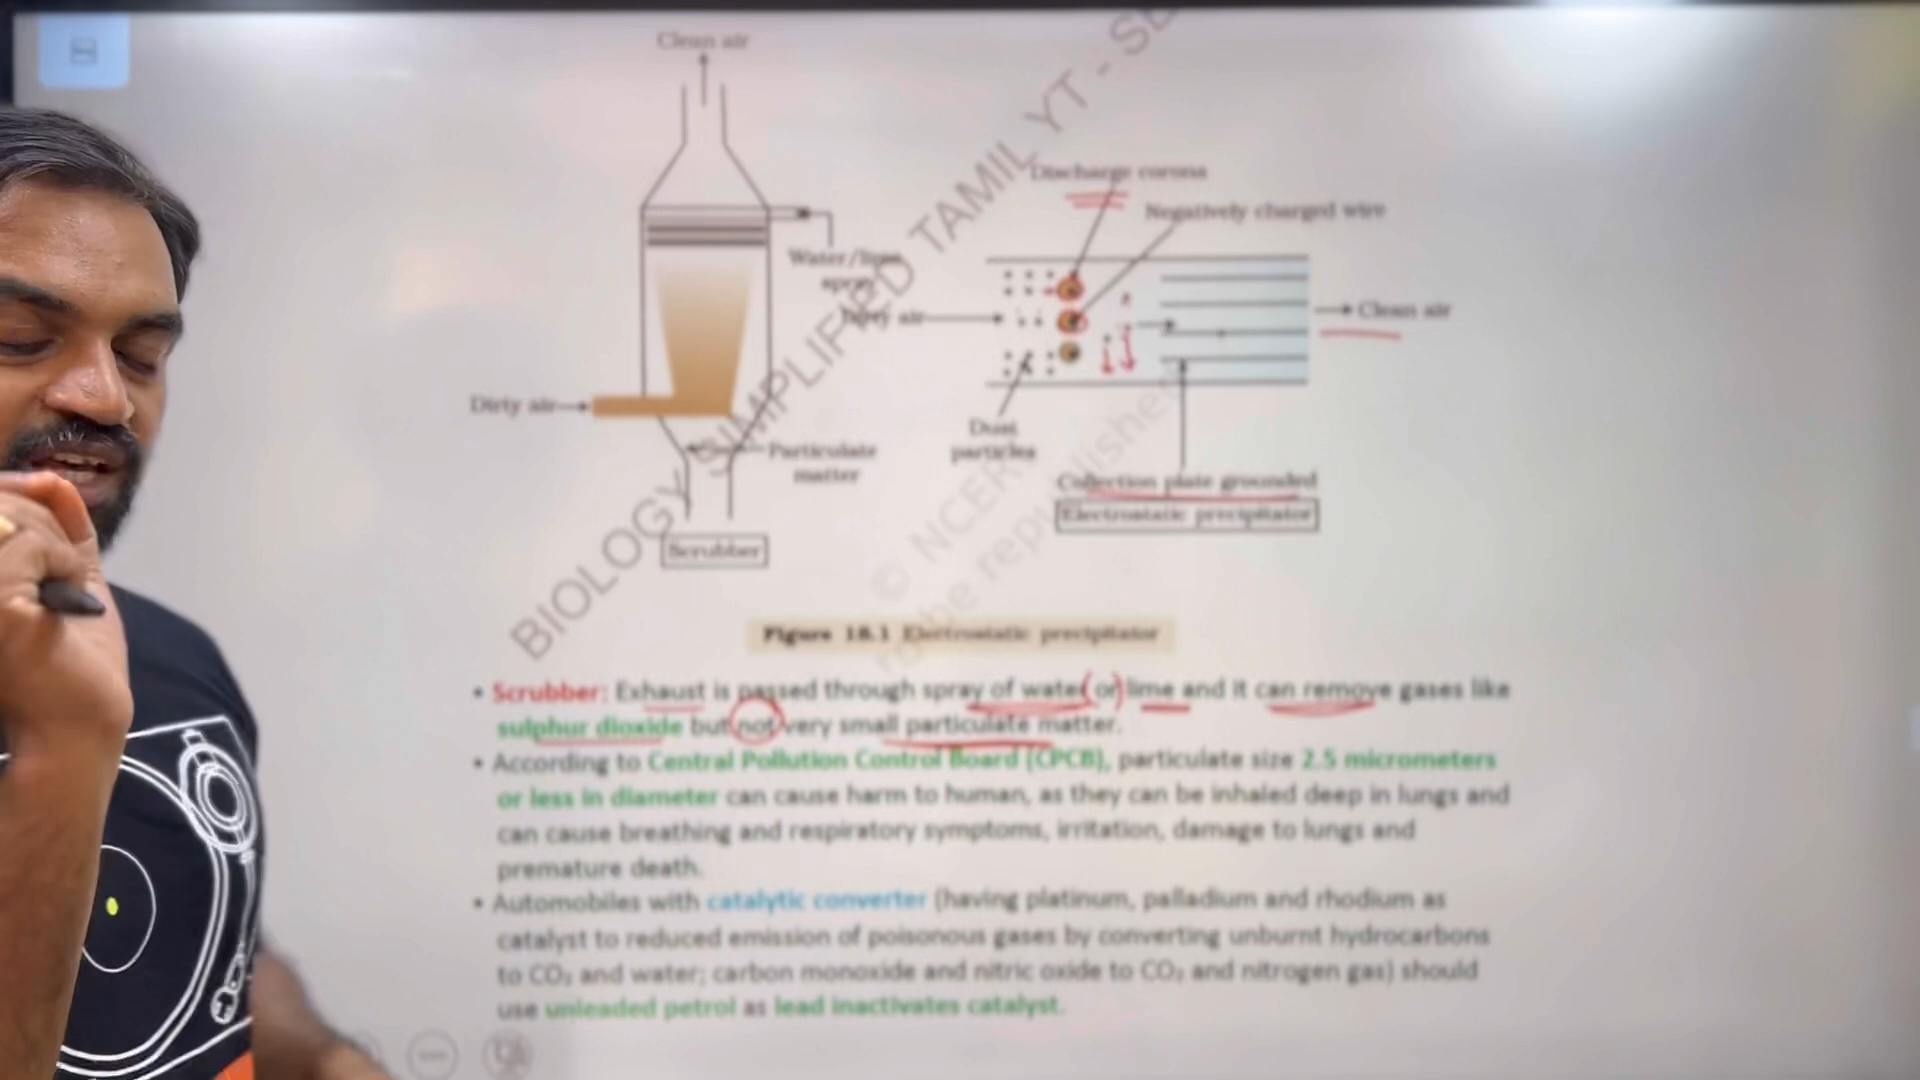 Clean air
Discharge corona
Negatively charged wire
Water/lime
spray
Dirty air
Clean air
Dirty air
Dust
particles
Particulate
matter
Collection plate grounded
Electrostatic precipitator
Scrubber
BIOLOGY SIMPLIFIED TAMIL YT -
© NCERT
be republished
Figure 16.1 Electrostatic precipitator
• Scrubber: Exhaust is passed through spray of water (or) lime and it can remove gases like
sulphur dioxide but not very small particulate matter.
• According to Central Pollution Control Board (CPCB), particulate size 2.5 micrometers
or less in diameter can cause harm to human, as they can be inhaled deep in lungs and
can cause breathing and respiratory symptoms, irritation, damage to lungs and
premature death.
• Automobiles with catalytic converter (having platinum, palladium and rhodium as
catalyst to reduced emission of poisonous gases by converting unburnt hydrocarbons
to CO₂ and water; carbon monoxide and nitric oxide to CO₂ and nitrogen gas) should
use unleaded petrol as lead inactivates catalyst.